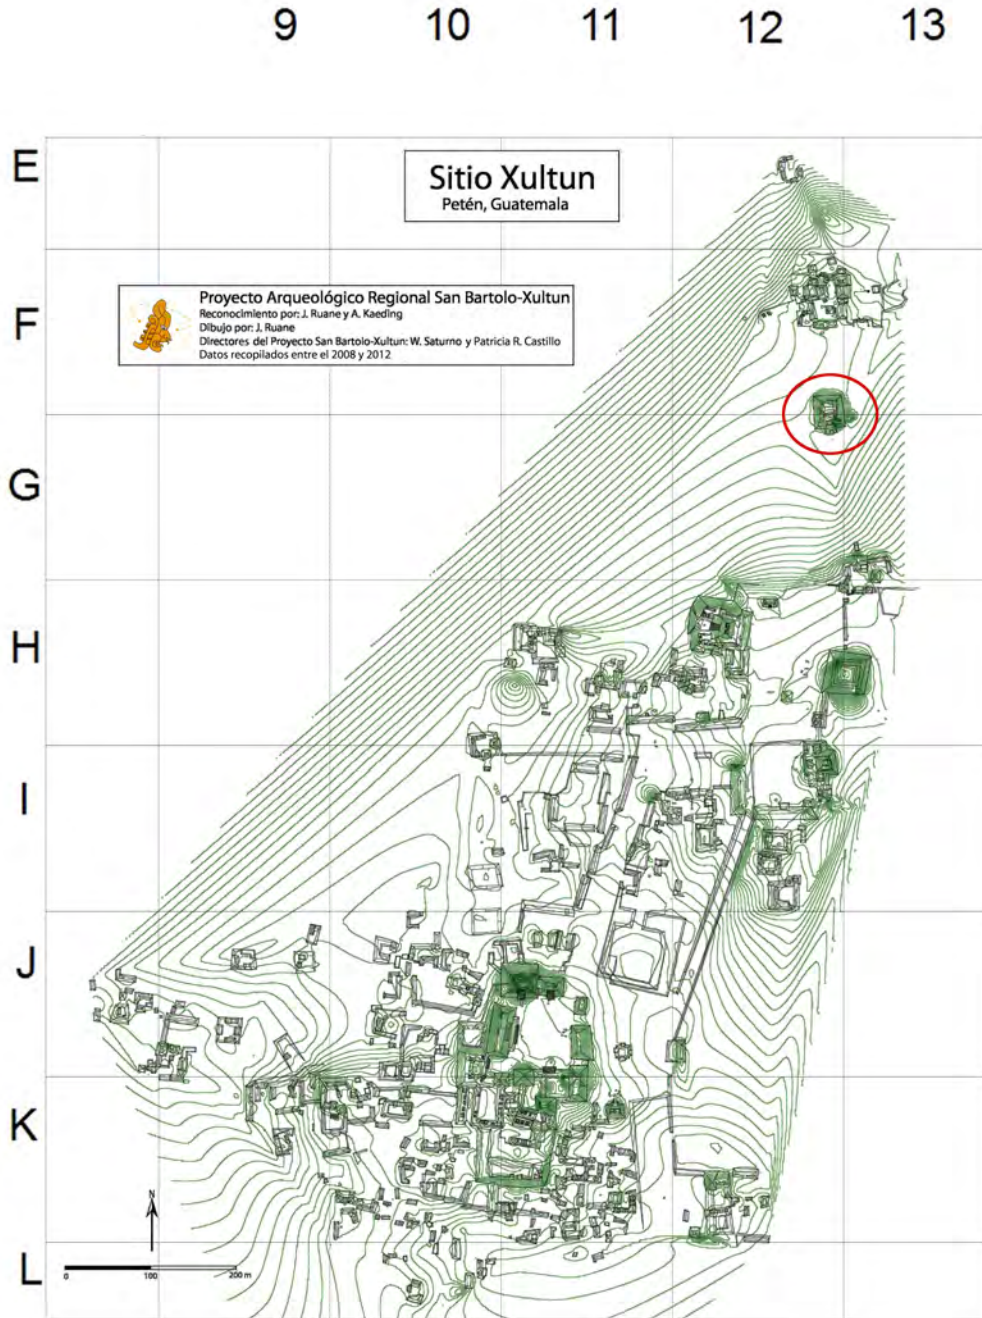 9 10 11 12 13
E
Sitio Xultun
Petén, Guatemala
Proyecto Arqueológico Regional San Bartolo-Xultun
Reconocimiento por: J. Ruane y A. Kaeding
Dibujo por: J. Ruane
Directores del Proyecto San Bartolo-Xultun: W. Saturno y Patricia R. Castillo
Datos recopilados entre el 2008 y 2012
F
G
H
I
J
K
N
L
0 100 200 m